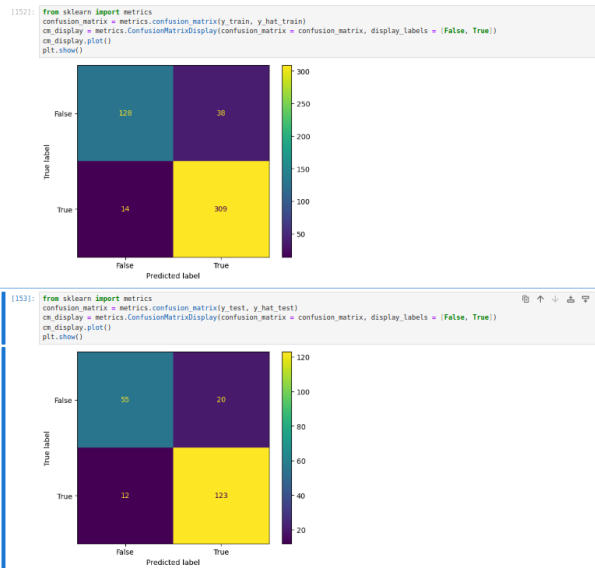 [152]: from sklearn import metrics
confusion_matrix = metrics.confusion_matrix(y_train, y_hat_train)
cm_display = metrics.ConfusionMatrixDisplay(confusion_matrix = confusion_matrix, display_labels = [False, True])
cm_display.plot()
plt.show()
300
250
200
150
100
50
False
128 38
True label
True
14 309
False True
Predicted label
[153]: from sklearn import metrics
confusion_matrix = metrics.confusion_matrix(y_test, y_hat_test)
cm_display = metrics.ConfusionMatrixDisplay(confusion_matrix = confusion_matrix, display_labels = [False, True])
cm_display.plot()
plt.show()
120
100
80
60
40
20
False
55 20
True label
True
12 123
False True
Predicted label